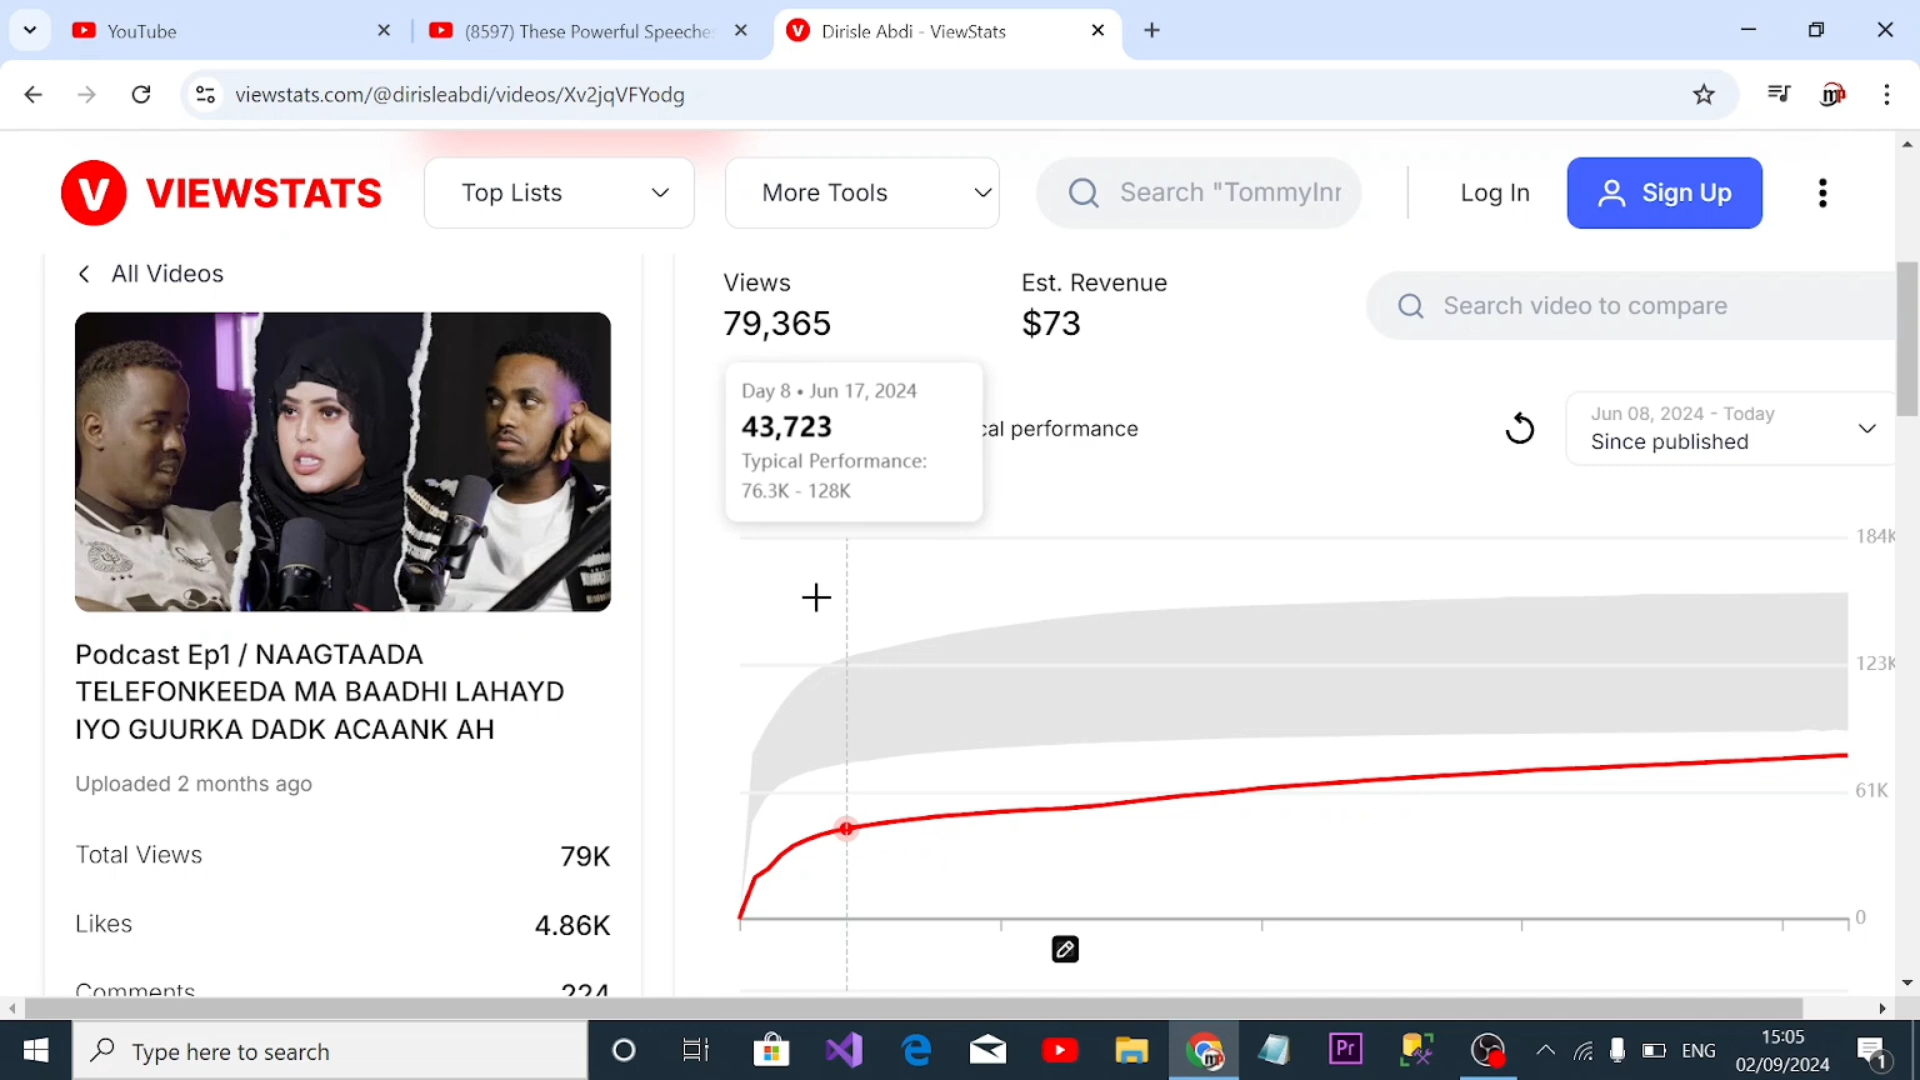 YouTube
(8597) These Powerful Speeche
Dirisle Abdi - ViewStats
viewstats.com/@dirisleabdi/videos/Xv2jqVFYodg
V VIEWSTATS
Top Lists
More Tools
Search "TommyInr
Log In
Sign Up
All Videos
Views
79,365
Est. Revenue
$73
Search video to compare
Day 8 • Jun 17, 2024
43,723
Typical Performance:
76.3K - 128K
cal performance
Jun 08, 2024 - Today
Since published
184K
123K
61K
0
Podcast Ep1 / NAAGTAADA
TELEFONKEEDA MA BAADHI LAHAYD
IYO GUURKA DADK ACAANK AH
Uploaded 2 months ago
Total Views 79K
Likes 4.86K
Comments 224
Type here to search
Pr
ENG
15:05
02/09/2024
1